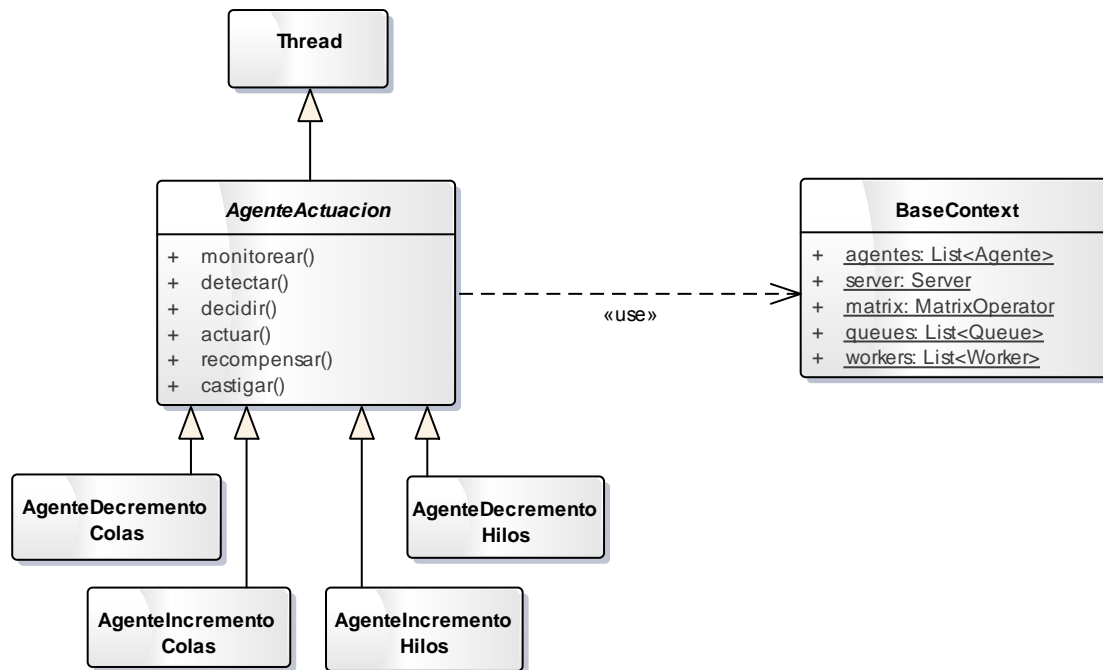 Thread
AgenteActuacion
+ monitorear()
+ detectar()
+ decidir()
+ actuar()
+ recompensar()
+ castigar()
BaseContext
+ agentes: List<Agente>
+ server: Server
+ matrix: MatrixOperator
+ queues: List<Queue>
+ workers: List<Worker>
«use»
AgenteDecremento
Colas
AgenteDecremento
Hilos
AgenteIncremento
Colas
AgenteIncremento
Hilos